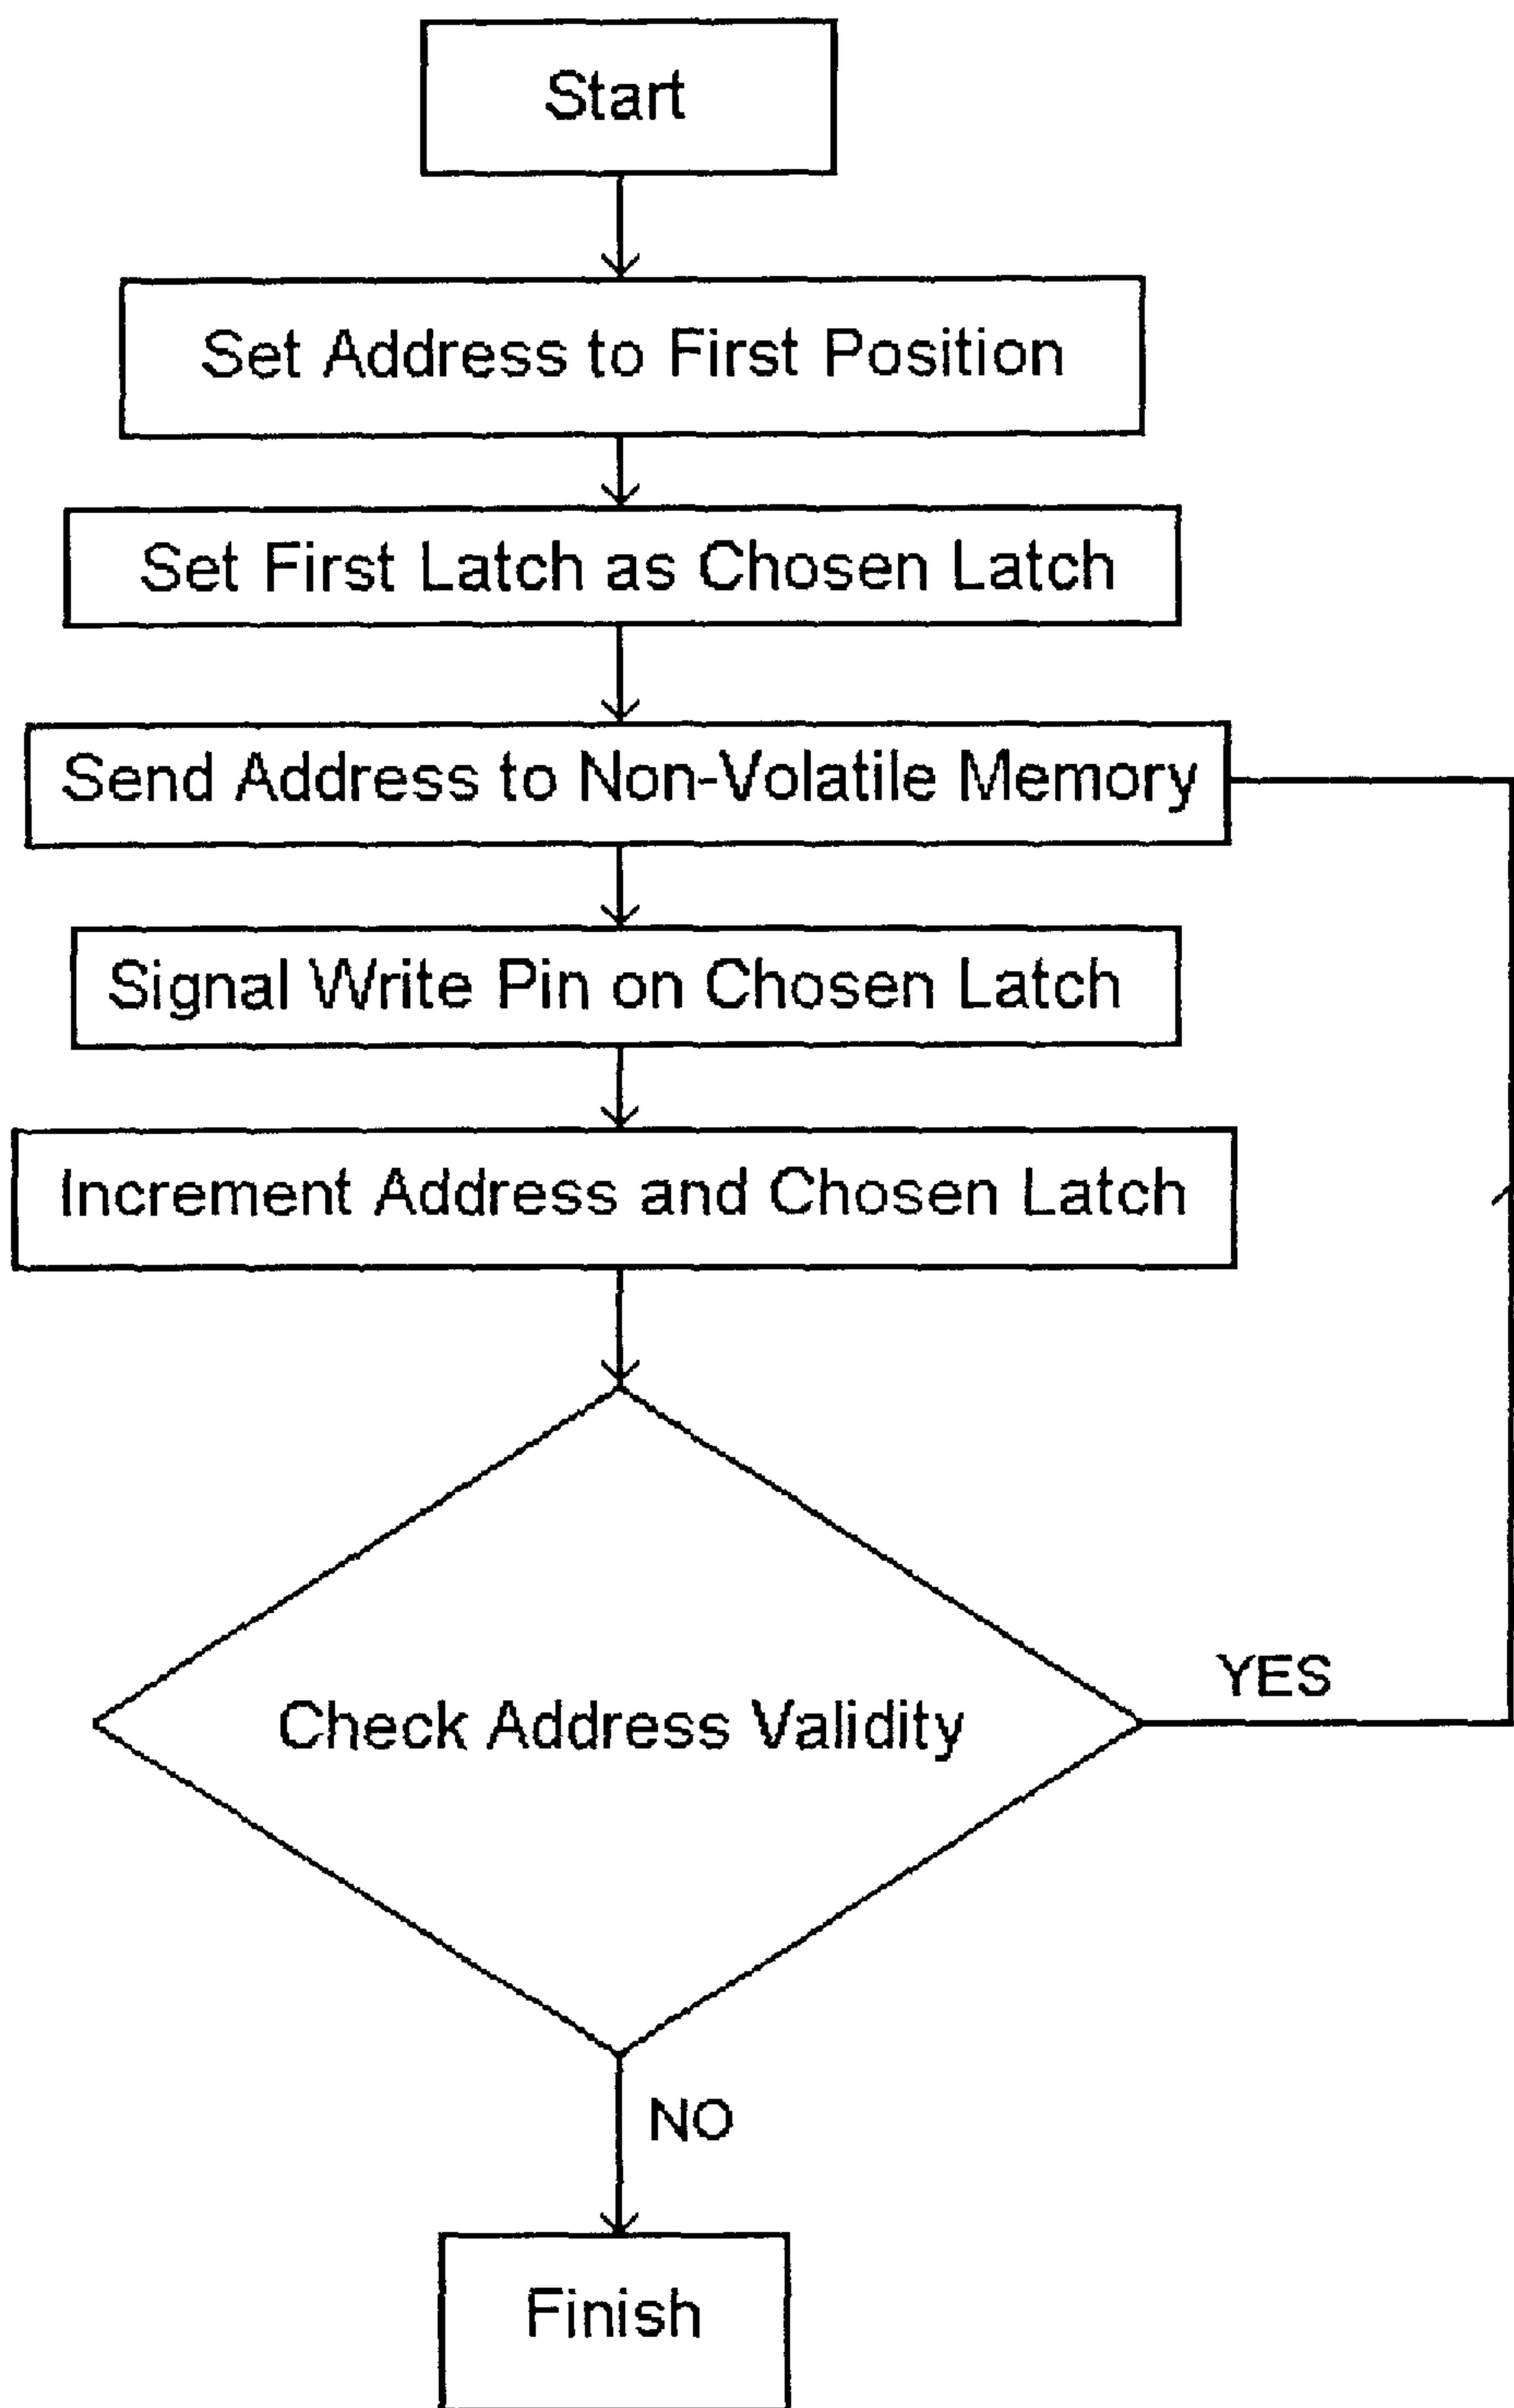 Start
Set Address to First Position
Set First Latch as Chosen Latch
Send Address to Non-Volatile Memory
Signal Write Pin on Chosen Latch
Increment Address and Chosen Latch
Check Address Validity
YES
NO
Finish